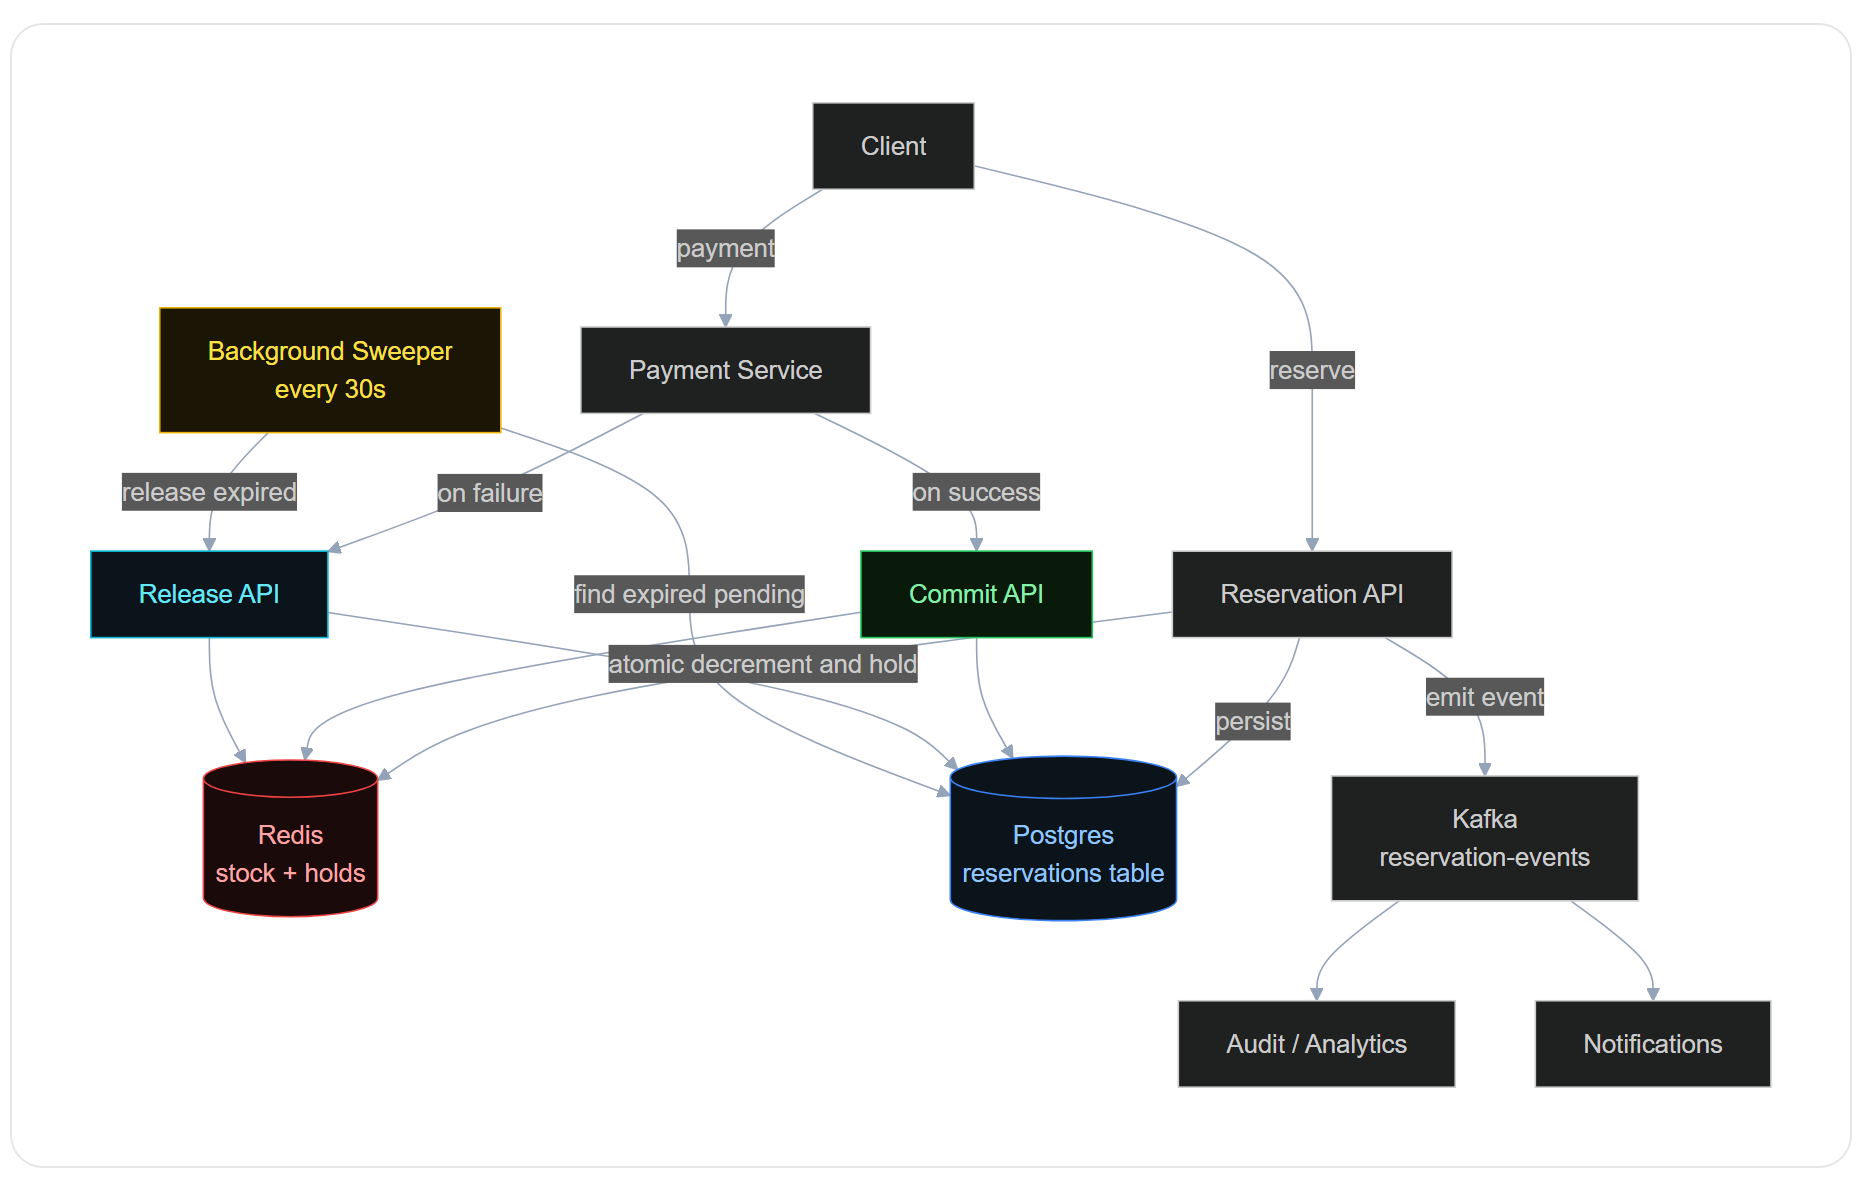 Client
payment
Background Sweeper
every 30s
Payment Service
reserve
release expired
on failure
on success
Release API
find expired pending
Commit API
Reservation API
atomic decrement and hold
emit event
persist
Redis
stock + holds
Postgres
reservations table
Kafka
reservation-events
Audit / Analytics
Notifications